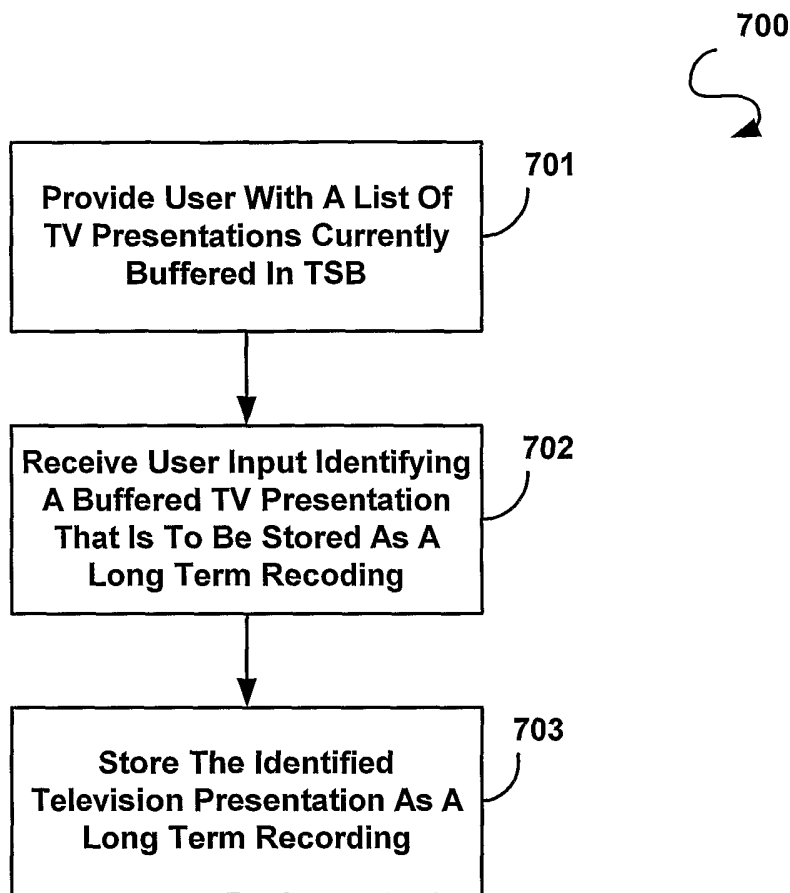 700
701
Provide User With A List Of
TV Presentations Currently
Buffered In TSB
702
Receive User Input Identifying
A Buffered TV Presentation
That Is To Be Stored As A
Long Term Recoding
703
Store The Identified
Television Presentation As A
Long Term Recording